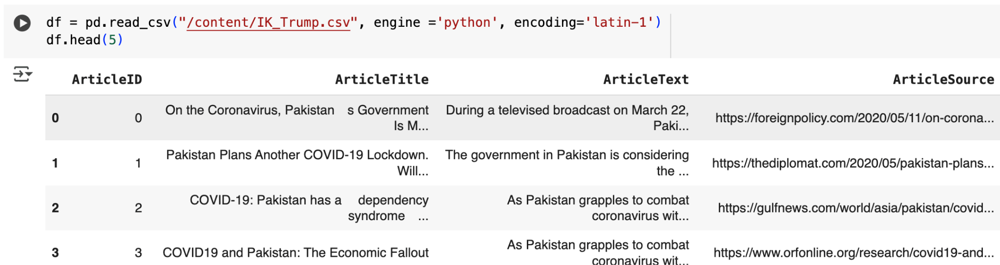 df = pd.read_csv("/content/IK_Trump.csv", engine ='python', encoding='latin-1')
df.head(5)
ArticleID ArticleTitle ArticleText ArticleSource
0 0 On the Coronavirus, Pakistan s Government Is M... During a televised broadcast on March 22, Paki... https://foreignpolicy.com/2020/05/11/on-corona...
1 1 Pakistan Plans Another COVID-19 Lockdown. Will... The government in Pakistan is considering the ... https://thediplomat.com/2020/05/pakistan-plans...
2 2 COVID-19: Pakistan has a dependency syndrome ... As Pakistan grapples to combat coronavirus wit... https://gulfnews.com/world/asia/pakistan/covid...
3 3 COVID19 and Pakistan: The Economic Fallout As Pakistan grapples to combat coronavirus wit... https://www.orfonline.org/research/covid19-and...